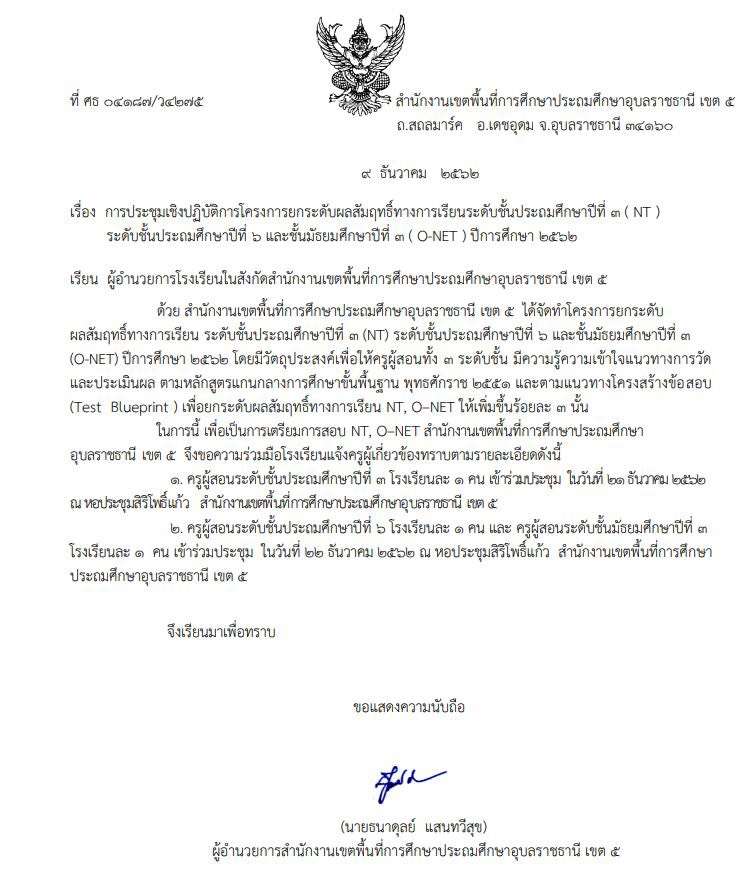 ที่ ศธ ๐๔๑๘๗/ว๔๒๗๕ สำนักงานเขตพื้นที่การศึกษาประถมศึกษาอุบลราชธานี เขต ๕
ถ.สถลมาร์ค อ.เดชอุดม จ.อุบลราชธานี ๓๔๑๖๐
๙ ธันวาคม ๒๕๖๒
เรื่อง การประชุมเชิงปฏิบัติการโครงการยกระดับผลสัมฤทธิ์ทางการเรียนระดับชั้นประถมศึกษาปีที่ ๓ ( NT )
ระดับชั้นประถมศึกษาปีที่ ๖ และชั้นมัธยมศึกษาปีที่ ๓ ( O-NET ) ปีการศึกษา ๒๕๖๒
เรียน ผู้อำนวยการโรงเรียนในสังกัดสำนักงานเขตพื้นที่การศึกษาประถมศึกษาอุบลราชธานี เขต ๕
ด้วย สำนักงานเขตพื้นที่การศึกษาประถมศึกษาอุบลราชธานี เขต ๕ ได้จัดทำโครงการยกระดับ
ผลสัมฤทธิ์ทางการเรียน ระดับชั้นประถมศึกษาปีที่ ๓ (NT) ระดับชั้นประถมศึกษาปีที่ ๖ และชั้นมัธยมศึกษาปีที่ ๓
(O-NET) ปีการศึกษา ๒๕๖๒ โดยมีวัตถุประสงค์เพื่อให้ครูผู้สอนทั้ง ๓ ระดับชั้น มีความรู้ความเข้าใจแนวทางการวัด
และประเมินผล ตามหลักสูตรแกนกลางการศึกษาขั้นพื้นฐาน พุทธศักราช ๒๕๕๑ และตามแนวทางโครงสร้างข้อสอบ
(Test Blueprint ) เพื่อยกระดับผลสัมฤทธิ์ทางการเรียน NT, O–NET ให้เพิ่มขึ้นร้อยละ ๓ นั้น
ในการนี้ เพื่อเป็นการเตรียมการสอบ NT, O–NET สำนักงานเขตพื้นที่การศึกษาประถมศึกษา
อุบลราชธานี เขต ๕ จึงขอความร่วมมือโรงเรียนแจ้งครูผู้เกี่ยวข้องทราบตามรายละเอียดดังนี้
๑. ครูผู้สอนระดับชั้นประถมศึกษาปีที่ ๓ โรงเรียนละ ๑ คน เข้าร่วมประชุม ในวันที่ ๒๑ ธันวาคม ๒๕๖๒
ณ หอประชุมสิริโพธิ์แก้ว สำนักงานเขตพื้นที่การศึกษาประถมศึกษาอุบลราชธานี เขต ๕
๒. ครูผู้สอนระดับชั้นประถมศึกษาปีที่ ๖ โรงเรียนละ ๑ คน และ ครูผู้สอนระดับชั้นมัธยมศึกษาปีที่ ๓
โรงเรียนละ ๑ คน เข้าร่วมประชุม ในวันที่ ๒๒ ธันวาคม ๒๕๖๒ ณ หอประชุมสิริโพธิ์แก้ว สำนักงานเขตพื้นที่การศึกษา
ประถมศึกษาอุบลราชธานี เขต ๕
จึงเรียนมาเพื่อทราบ
ขอแสดงความนับถือ
(นายธนาดุลย์ แสนทวีสุข)
ผู้อำนวยการสำนักงานเขตพื้นที่การศึกษาประถมศึกษาอุบลราชธานี เขต ๕